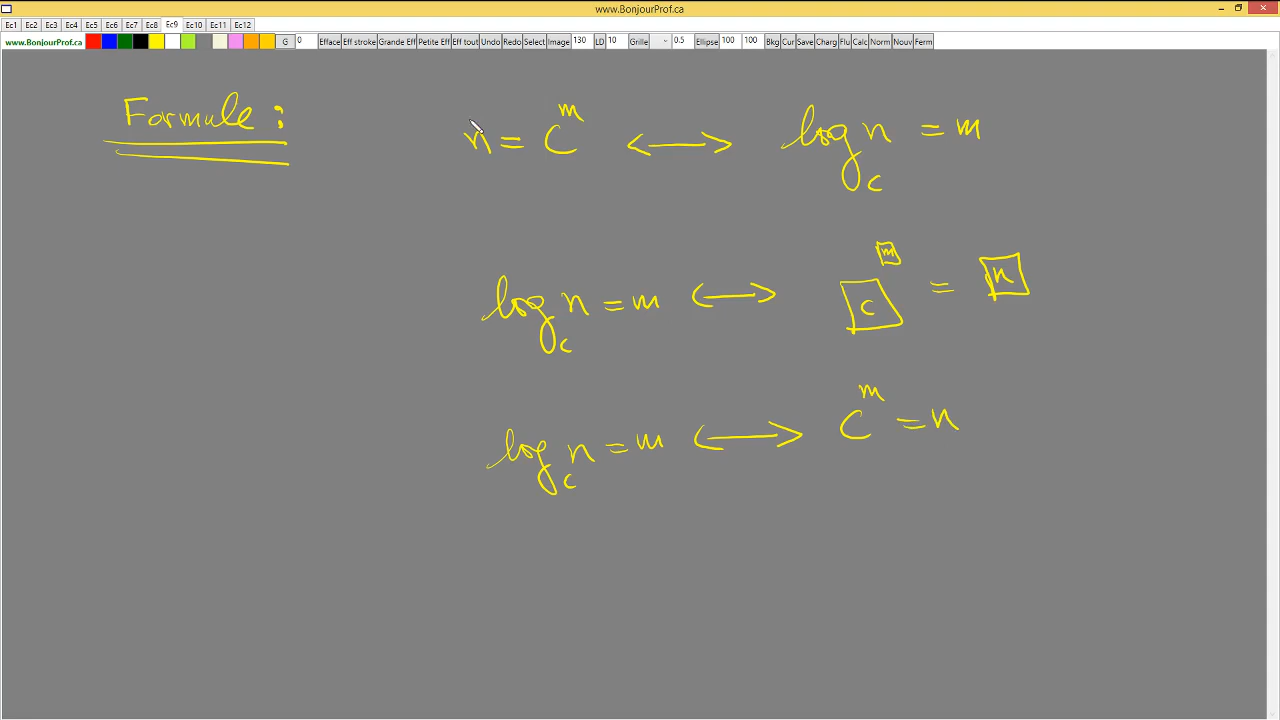 www.BonjourProf.ca
Ec1 Ec2 Ec3 Ec4 Ec5 Ec6 Ec7 Ec8 Ec9 Ec10 Ec11 Ec12
www.BonjourProf.ca G 0 Efface Eff stroke Grande Eff Petite Eff Eff tout Undo Redo Select Image 130 LD 10 Grille 0.5 Ellipse 100 100 Bkg Cur Save Charg Flu Calc Norm Nouv Ferm
Formule : n = c^m ⟷ log_c n = m
log_c n = m ⟷ c^m = n
log_c n = m ⟷ c^m = n